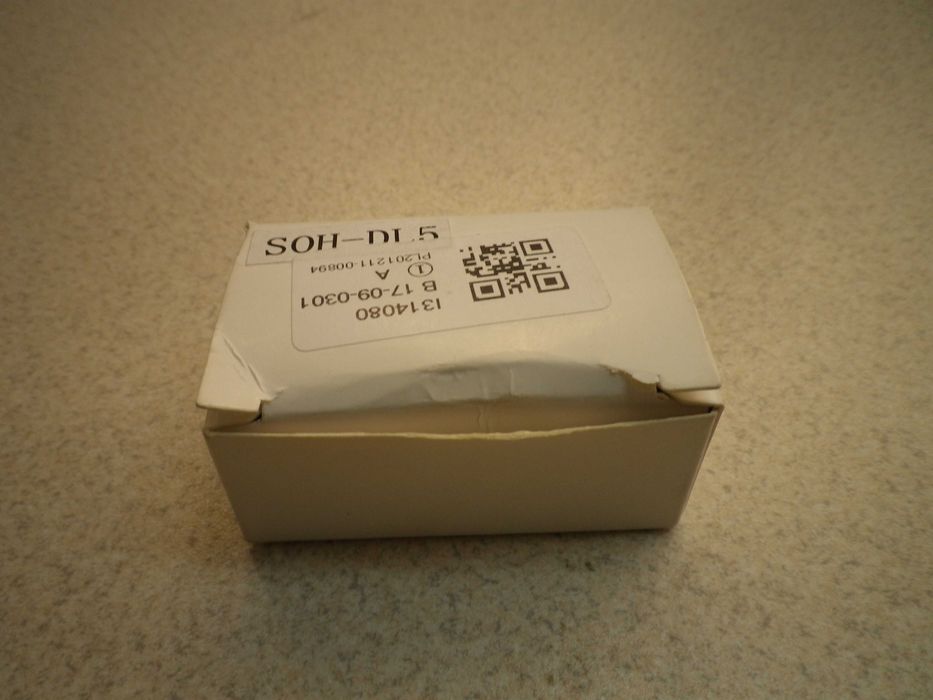 SOH-DL5
I314080
B 17-09-0301
① A
PL201211-00894